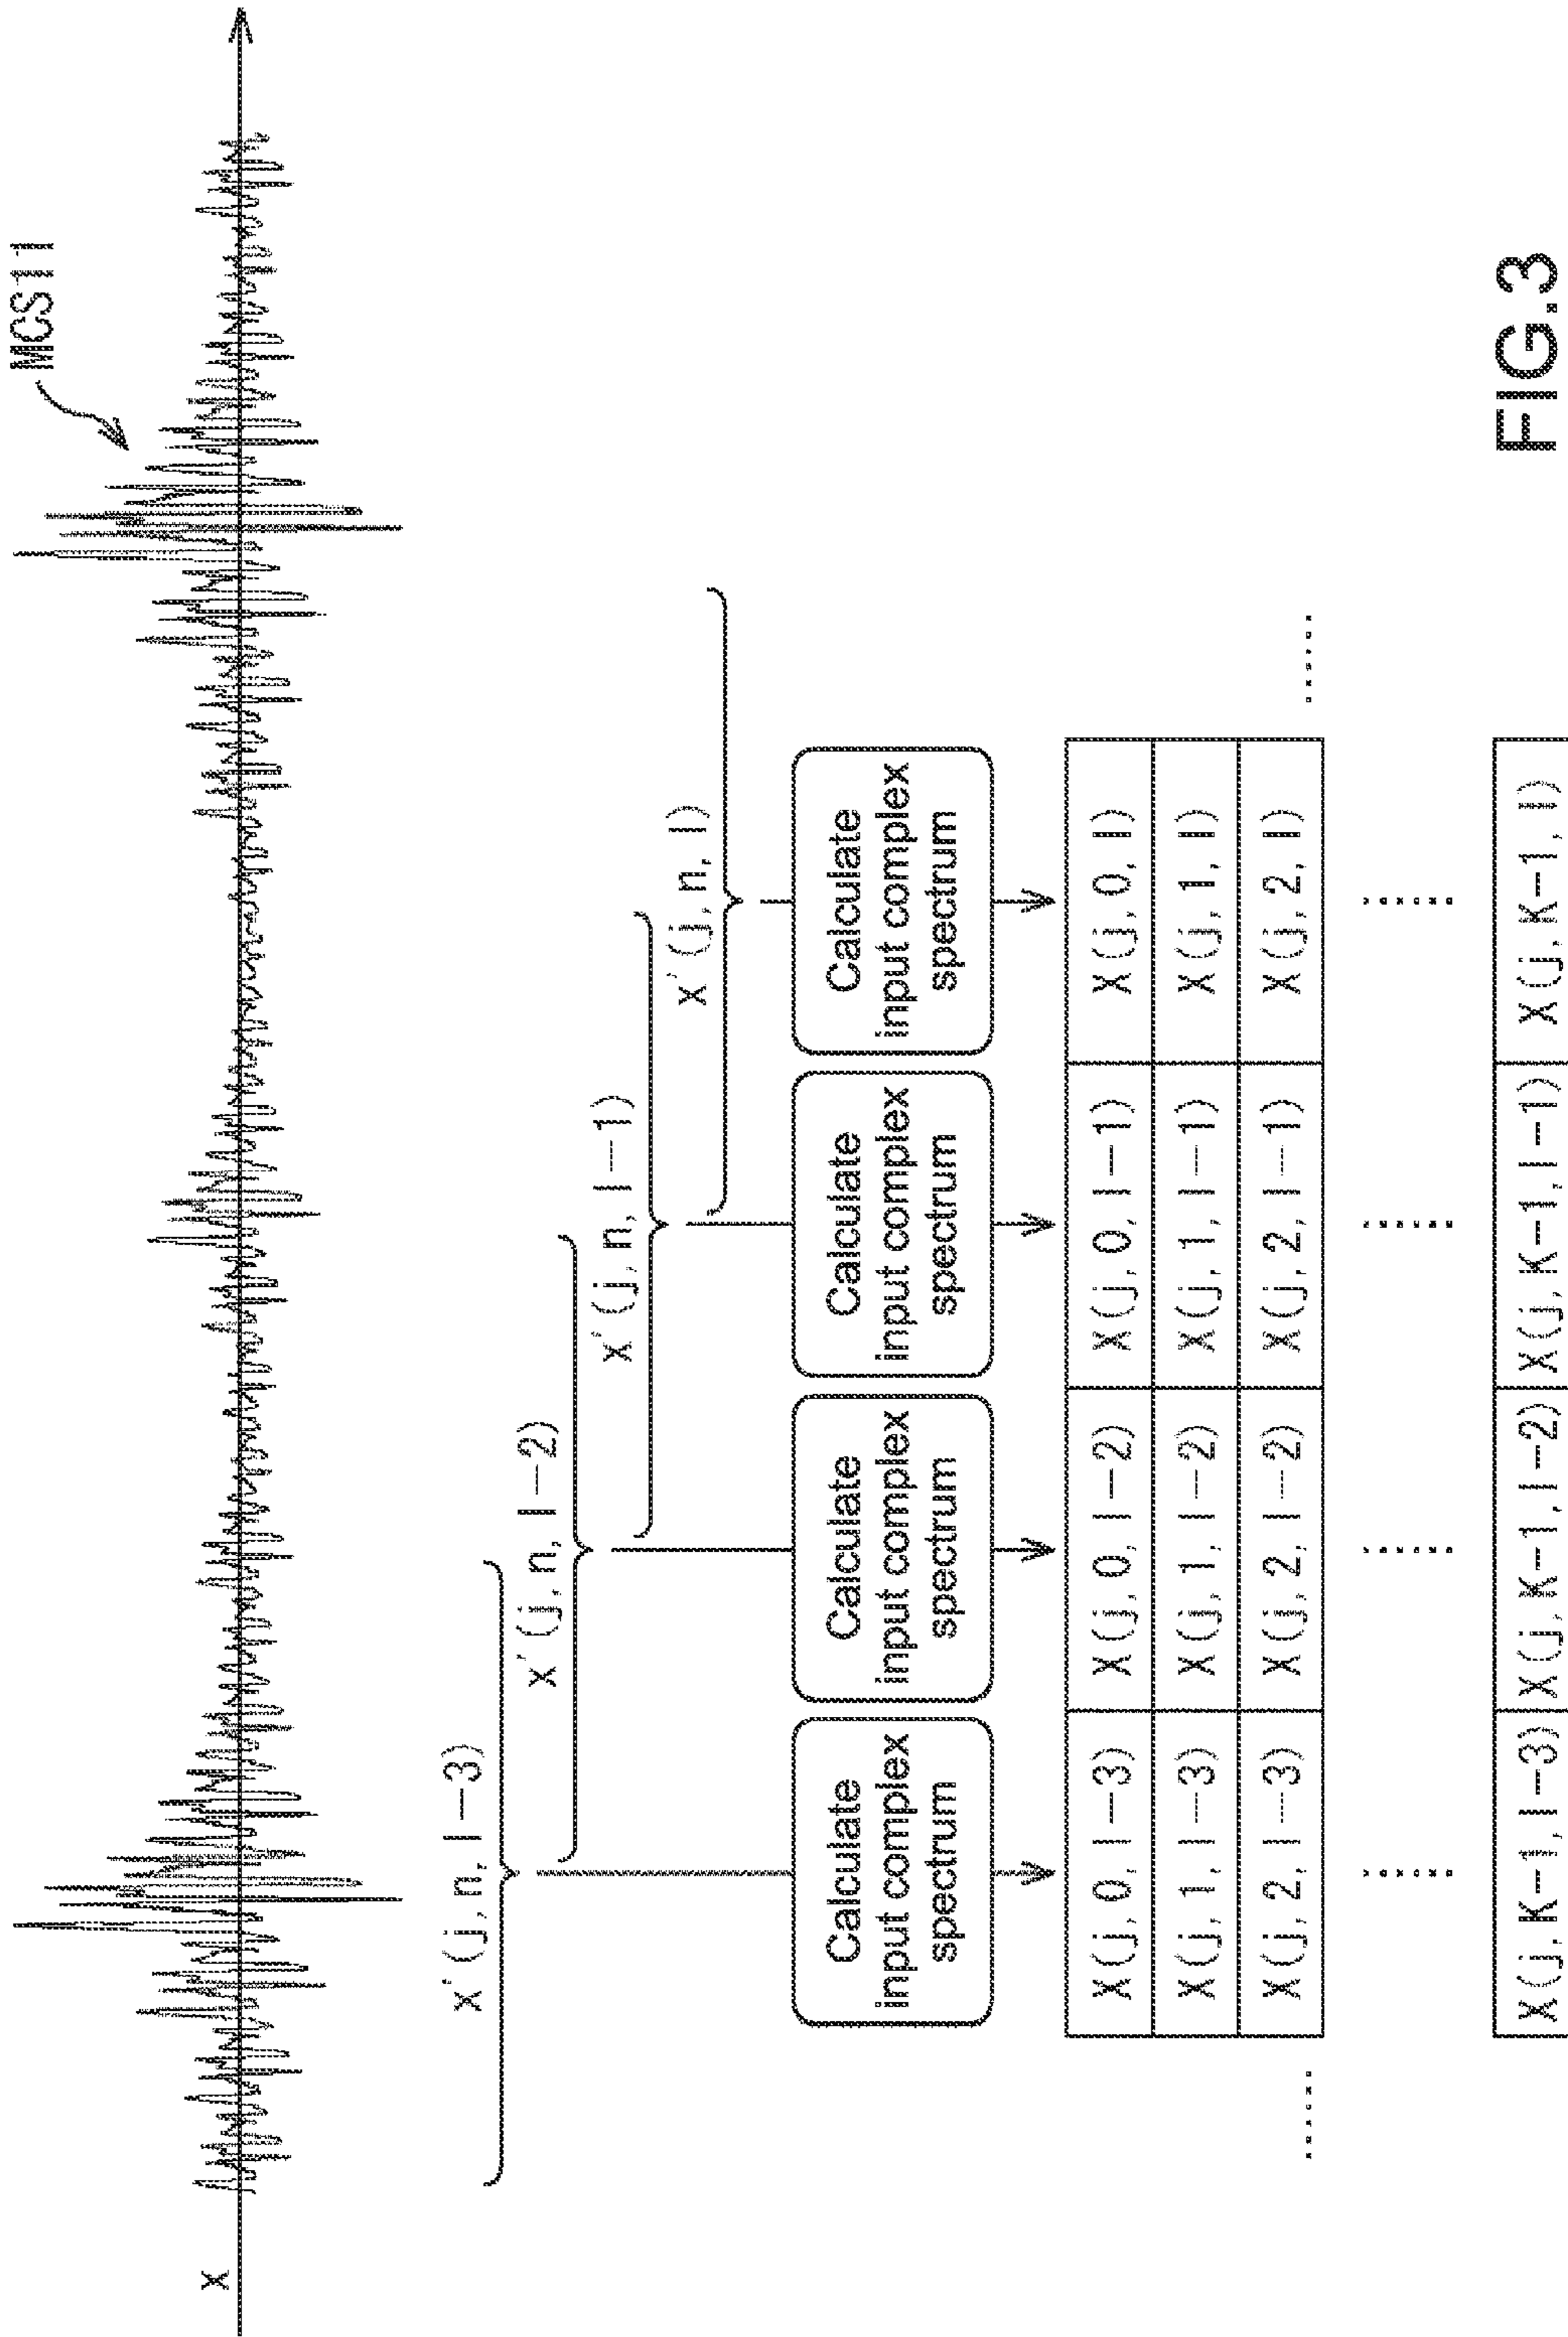 MCS11
x
x'(j, n, l-3)
x'(j, n, l-2)
x'(j, n, l-1)
x'(j, n, l)
Calculate
input complex
spectrum
Calculate
input complex
spectrum
Calculate
input complex
spectrum
Calculate
input complex
spectrum
X(j, 0, l-3) X(j, 0, l-2) X(j, 0, l-1) X(j, 0, l)
X(j, 1, l-3) X(j, 1, l-2) X(j, 1, l-1) X(j, 1, l)
X(j, 2, l-3) X(j, 2, l-2) X(j, 2, l-1) X(j, 2, l)
X(j, K-1, l-3) X(j, K-1, l-2) X(j, K-1, l-1) X(j, K-1, l)
FIG.3